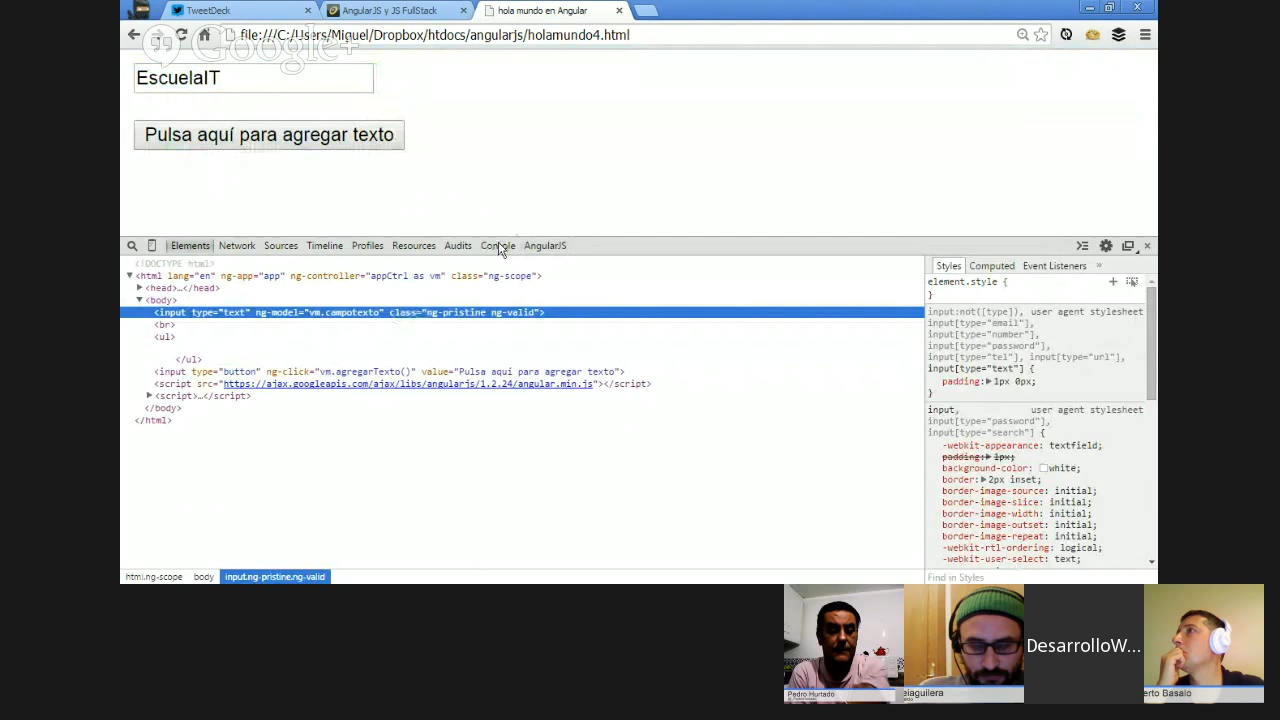 TweetDeck
AngularJS y JS FullStack
hola mundo en Angular
file:///C:/Users/Miguel/Dropbox/htdocs/angularjs/holamundo4.html
Google+
EscuelaIT
Pulsa aquí para agregar texto
Elements Network Sources Timeline Profiles Resources Audits Console AngularJS
<!DOCTYPE html>
<html lang="en" ng-app="app" ng-controller="appCtrl as vm" class="ng-scope">
<head>…</head>
<body>
<input type="text" ng-model="vm.campotexto" class="ng-pristine ng-valid">
<br>
<ul>
</ul>
<input type="button" ng-click="vm.agregarTexto()" value="Pulsa aquí para agregar texto">
<script src="https://ajax.googleapis.com/ajax/libs/angularjs/1.2.24/angular.min.js"></script>
<script>…</script>
</body>
</html>
html.ng-scope body input.ng-pristine.ng-valid
Styles Computed Event Listeners »
element.style {
}
input:not([type]), user agent stylesheet
input[type="email"],
input[type="number"],
input[type="password"],
input[type="tel"], input[type="url"],
input[type="text"] {
padding: 1px 0px;
}
input, user agent stylesheet
input[type="password"],
input[type="search"] {
-webkit-appearance: textfield;
padding: 1px;
background-color: white;
border: 2px inset;
border-image-source: initial;
border-image-slice: initial;
border-image-width: initial;
border-image-outset: initial;
border-image-repeat: initial;
-webkit-rtl-ordering: logical;
-webkit-user-select: text;
Find in Styles
DesarrolloW...
Pedro Hurtado
eiaguilera
erto Basalo